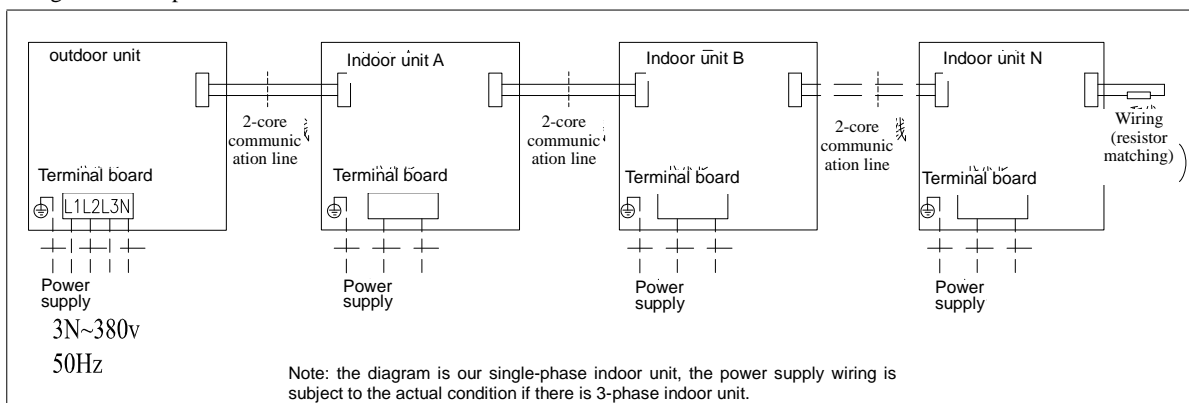 outdoor unit
Indoor unit A
Indoor unit B
Indoor unit N
2-core
communic
ation line
2-core
communic
ation line
2-core
communic
ation line
Wiring
(resistor
matching)
Terminal board
Terminal board
Terminal board
Terminal board
L1L2L3N
Power
supply
Power
supply
Power
supply
Power
supply
3N~380v
50Hz
Note: the diagram is our single-phase indoor unit, the power supply wiring is
subject to the actual condition if there is 3-phase indoor unit.